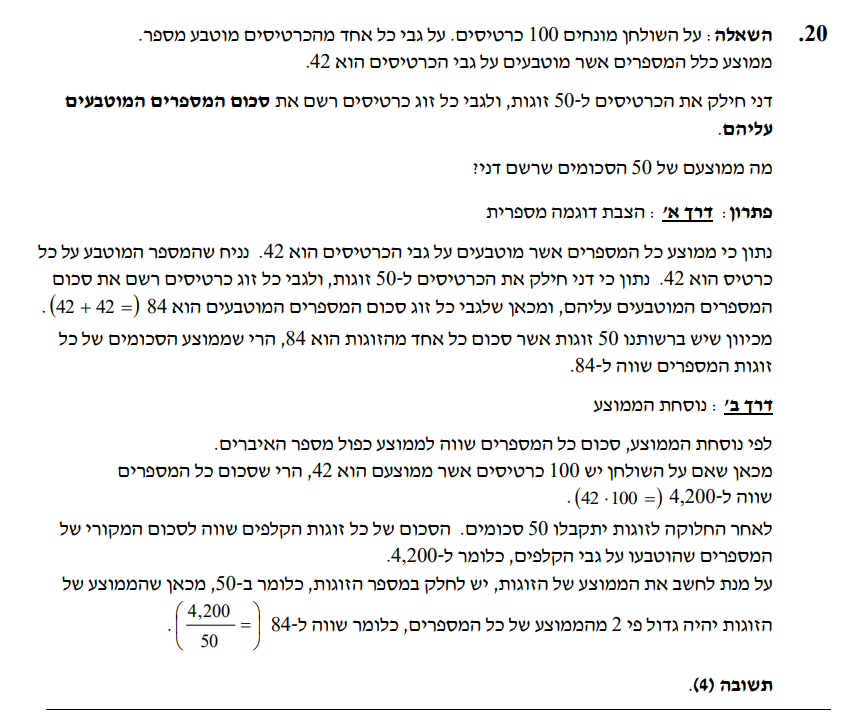 20. השאלה: על השולחן מונחים 100 כרטיסים. על גבי כל אחד מהכרטיסים מוטבע מספר.
ממוצע כלל המספרים אשר מוטבעים על גבי הכרטיסים הוא 42.
דני חילק את הכרטיסים ל-50 זוגות, ולגבי כל זוג כרטיסים רשם את סכום המספרים המוטבעים
עליהם.
מה ממוצעם של 50 הסכומים שרשם דני?
פתרון: דרך א׳: הצבת דוגמה מספרית
נתון כי ממוצע כל המספרים אשר מוטבעים על גבי הכרטיסים הוא 42. נניח שהמספר המוטבע על כל
כרטיס הוא 42. נתון כי דני חילק את הכרטיסים ל-50 זוגות, ולגבי כל זוג כרטיסים רשם את סכום
המספרים המוטבעים עליהם, ומכאן שלגבי כל זוג סכום המספרים המוטבעים הוא 84 (= 42 + 42).
מכיוון שיש ברשותנו 50 זוגות אשר סכום כל אחד מהזוגות הוא 84, הרי שממוצע הסכומים של כל
זוגות המספרים שווה ל-84.
דרך ב׳: נוסחת הממוצע
לפי נוסחת הממוצע, סכום כל המספרים שווה לממוצע כפול מספר האיברים.
מכאן שאם על השולחן יש 100 כרטיסים אשר ממוצעם הוא 42, הרי שסכום כל המספרים
שווה ל-4,200 (= 42 · 100).
לאחר החלוקה לזוגות יתקבלו 50 סכומים. הסכום של כל זוגות הקלפים שווה לסכום המקורי של
המספרים שהוטבעו על גבי הקלפים, כלומר ל-4,200.
על מנת לחשב את הממוצע של הזוגות, יש לחלק במספר הזוגות, כלומר ב-50, מכאן שהממוצע של
הזוגות יהיה גדול פי 2 מהממוצע של כל המספרים, כלומר שווה ל-84 (= 4,200/50).
תשובה (4).